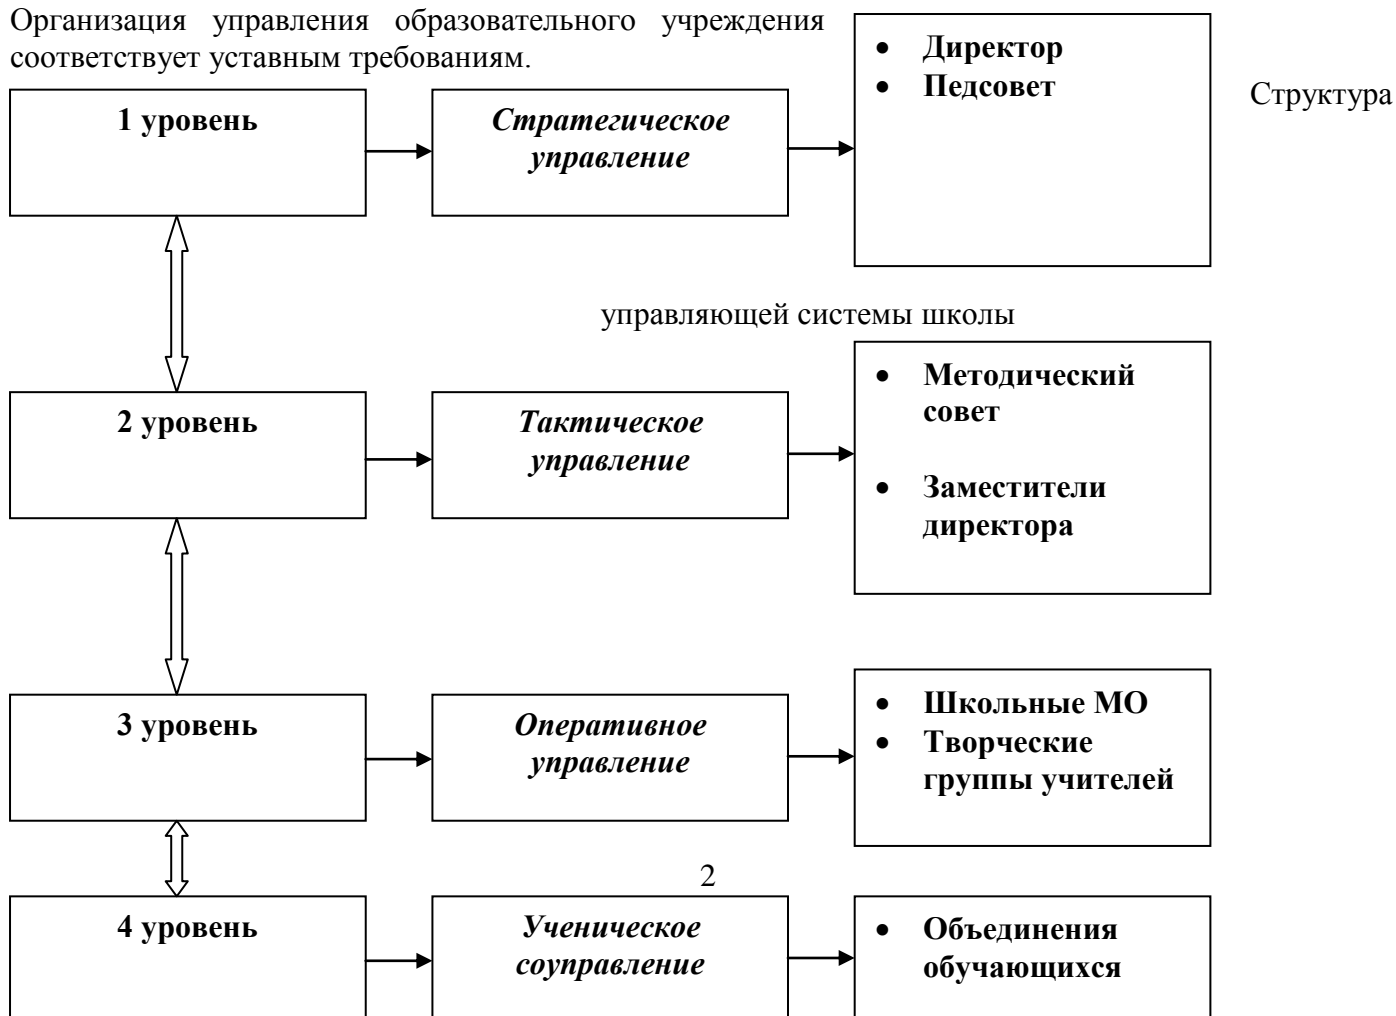 Организация управления образовательного учреждения
соответствует уставным требованиям.
Структура
1 уровень
Стратегическое
управление
• Директор
• Педсовет
управляющей системы школы
2 уровень
Тактическое
управление
• Методический
совет
• Заместители
директора
3 уровень
Оперативное
управление
• Школьные МО
• Творческие
группы учителей
2
4 уровень
Ученическое
соуправление
• Объединения
обучающихся